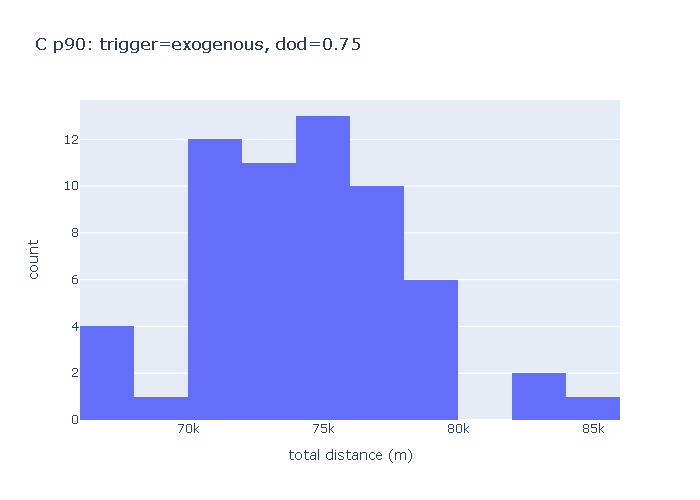 C p90: trigger=exogenous, dod=0.75
12
10
8
6
4
2
0
count
70k
75k
80k
85k
total distance (m)